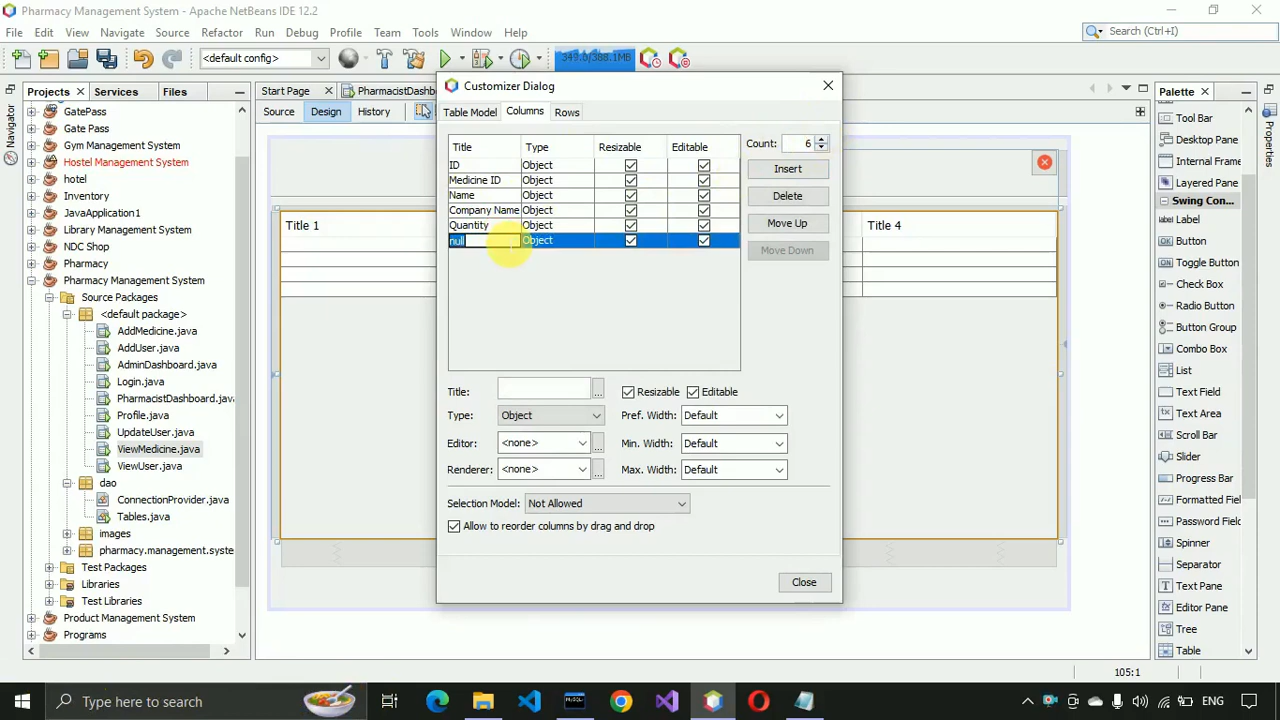 Pharmacy Management System - Apache NetBeans IDE 12.2
File Edit View Navigate Source Refactor Run Debug Profile Team Tools Window Help
Search (Ctrl+I)
<default config>
349.0/388.1MB
Projects Services Files
Start Page
PharmacistDashb
Source Design History
Navigator
GatePass
Gate Pass
Gym Management System
Hostel Management System
hotel
Inventory
JavaApplication1
Library Management System
NDC Shop
Pharmacy
Pharmacy Management System
Source Packages
<default package>
AddMedicine.java
AddUser.java
AdminDashboard.java
Login.java
PharmacistDashboard.java
Profile.java
UpdateUser.java
ViewMedicine.java
ViewUser.java
dao
ConnectionProvider.java
Tables.java
images
pharmacy.management.syste
Test Packages
Libraries
Test Libraries
Product Management System
Programs
Title 1
Title 4
Customizer Dialog
Table Model Columns Rows
Title Type Resizable Editable
ID Object
Medicine ID Object
Name Object
Company Name Object
Quantity Object
null Object
Count: 6
Insert
Delete
Move Up
Move Down
Title: ... Resizable Editable
Type: Object Pref. Width: Default
Editor: <none> ... Min. Width: Default
Renderer: <none> ... Max. Width: Default
Selection Model: Not Allowed
Allow to reorder columns by drag and drop
Close
Palette
Tool Bar
Desktop Pane
Internal Frame
Layered Pane
Swing Con...
Label
Button
Toggle Button
Check Box
Radio Button
Button Group
Combo Box
List
Text Field
Text Area
Scroll Bar
Slider
Progress Bar
Formatted Field
Password Field
Spinner
Separator
Text Pane
Editor Pane
Tree
Table
Properties
105:1
Type here to search
ENG